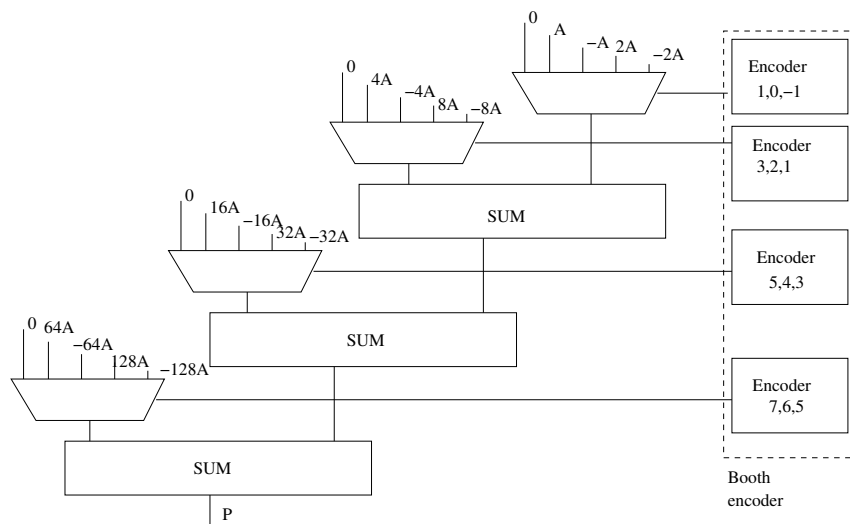 0
A
−A
2A
−2A
Encoder
1,0,−1
0
4A
−4A
8A
−8A
Encoder
3,2,1
SUM
0
16A
−16A
32A
−32A
Encoder
5,4,3
SUM
0
64A
−64A
128A
−128A
Encoder
7,6,5
SUM
Booth
encoder
P